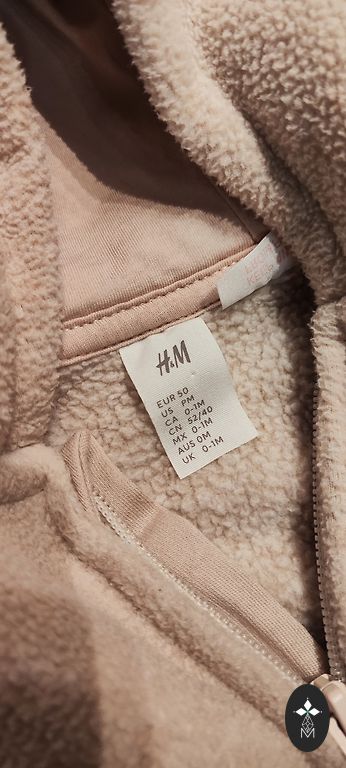 H&M
EUR 50
US PM
CA 0-1M
CN 52/40
MX 0-1M
AUS 0M
UK 0-1M